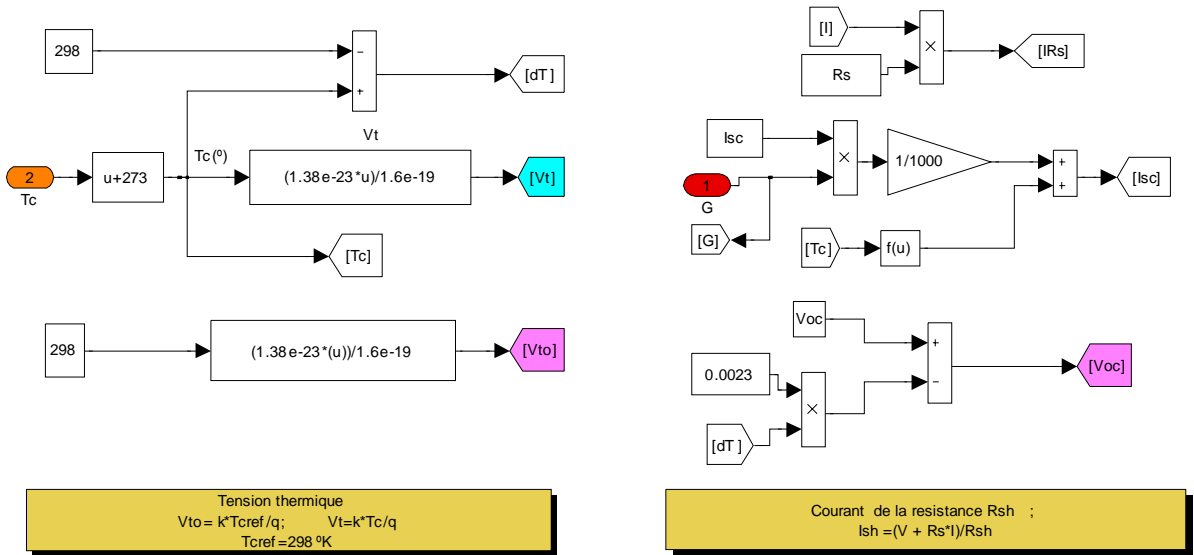 298
−
+
[dT]
Vt
2
Tc
u+273
Tc(º)
(1.38e-23*u)/1.6e-19
[Vt]
[Tc]
298
(1.38e-23*(u))/1.6e-19
[Vto]
Tension thermique
Vto = k*Tcref/q; Vt=k*Tc/q
Tcref=298 ºK
[I]
Rs
×
[IRs]
Isc
×
1/1000
+
+
[Isc]
1
G
[G]
[Tc]
f(u)
Voc
+
−
[Voc]
0.0023
×
[dT]
Courant de la resistance Rsh ;
Ish =(V + Rs*I)/Rsh